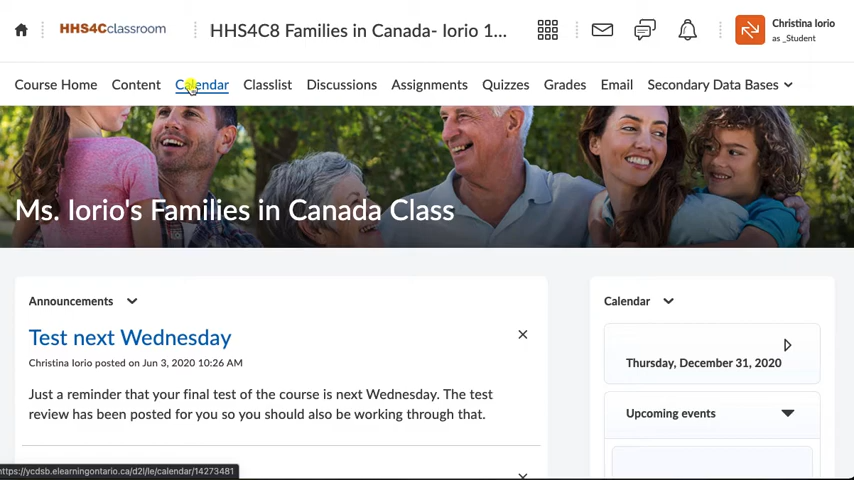 HHS4Cclassroom
HHS4C8 Families in Canada- Iorio 1...
Christina Iorio
as _Student
Course Home Content Calendar Classlist Discussions Assignments Quizzes Grades Email Secondary Data Bases
Ms. Iorio's Families in Canada Class
Announcements
Test next Wednesday
Christina Iorio posted on Jun 3, 2020 10:26 AM
Just a reminder that your final test of the course is next Wednesday. The test
review has been posted for you so you should also be working through that.
Calendar
Thursday, December 31, 2020
Upcoming events
https://ycdsb.elearningontario.ca/d2l/le/calendar/14273481